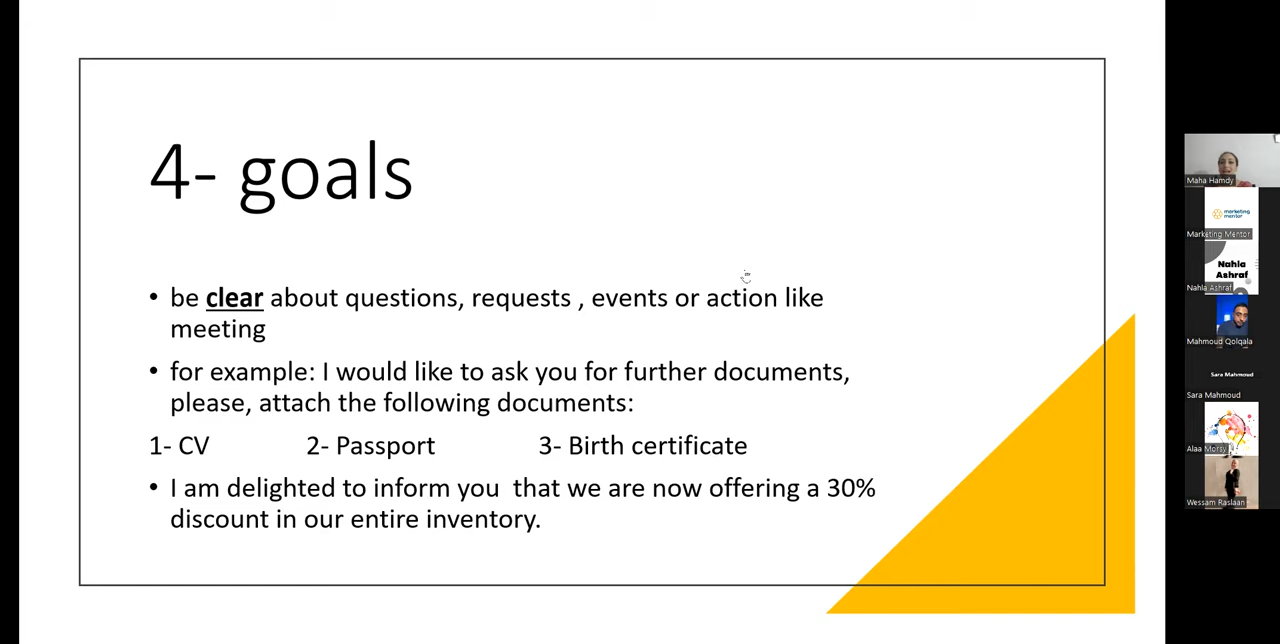 4- goals
• be clear about questions, requests , events or action like
meeting
• for example: I would like to ask you for further documents,
please, attach the following documents:
1- CV 2- Passport 3- Birth certificate
• I am delighted to inform you that we are now offering a 30%
discount in our entire inventory.
Maha Hamdy
marketing
mentor
Marketing Mentor
Nahla
Ashraf
Nahla Ashraf
Mahmoud Qolqala
Sara Mahmoud
Sara Mahmoud
Alaa Morsy
Wessam Raslaan